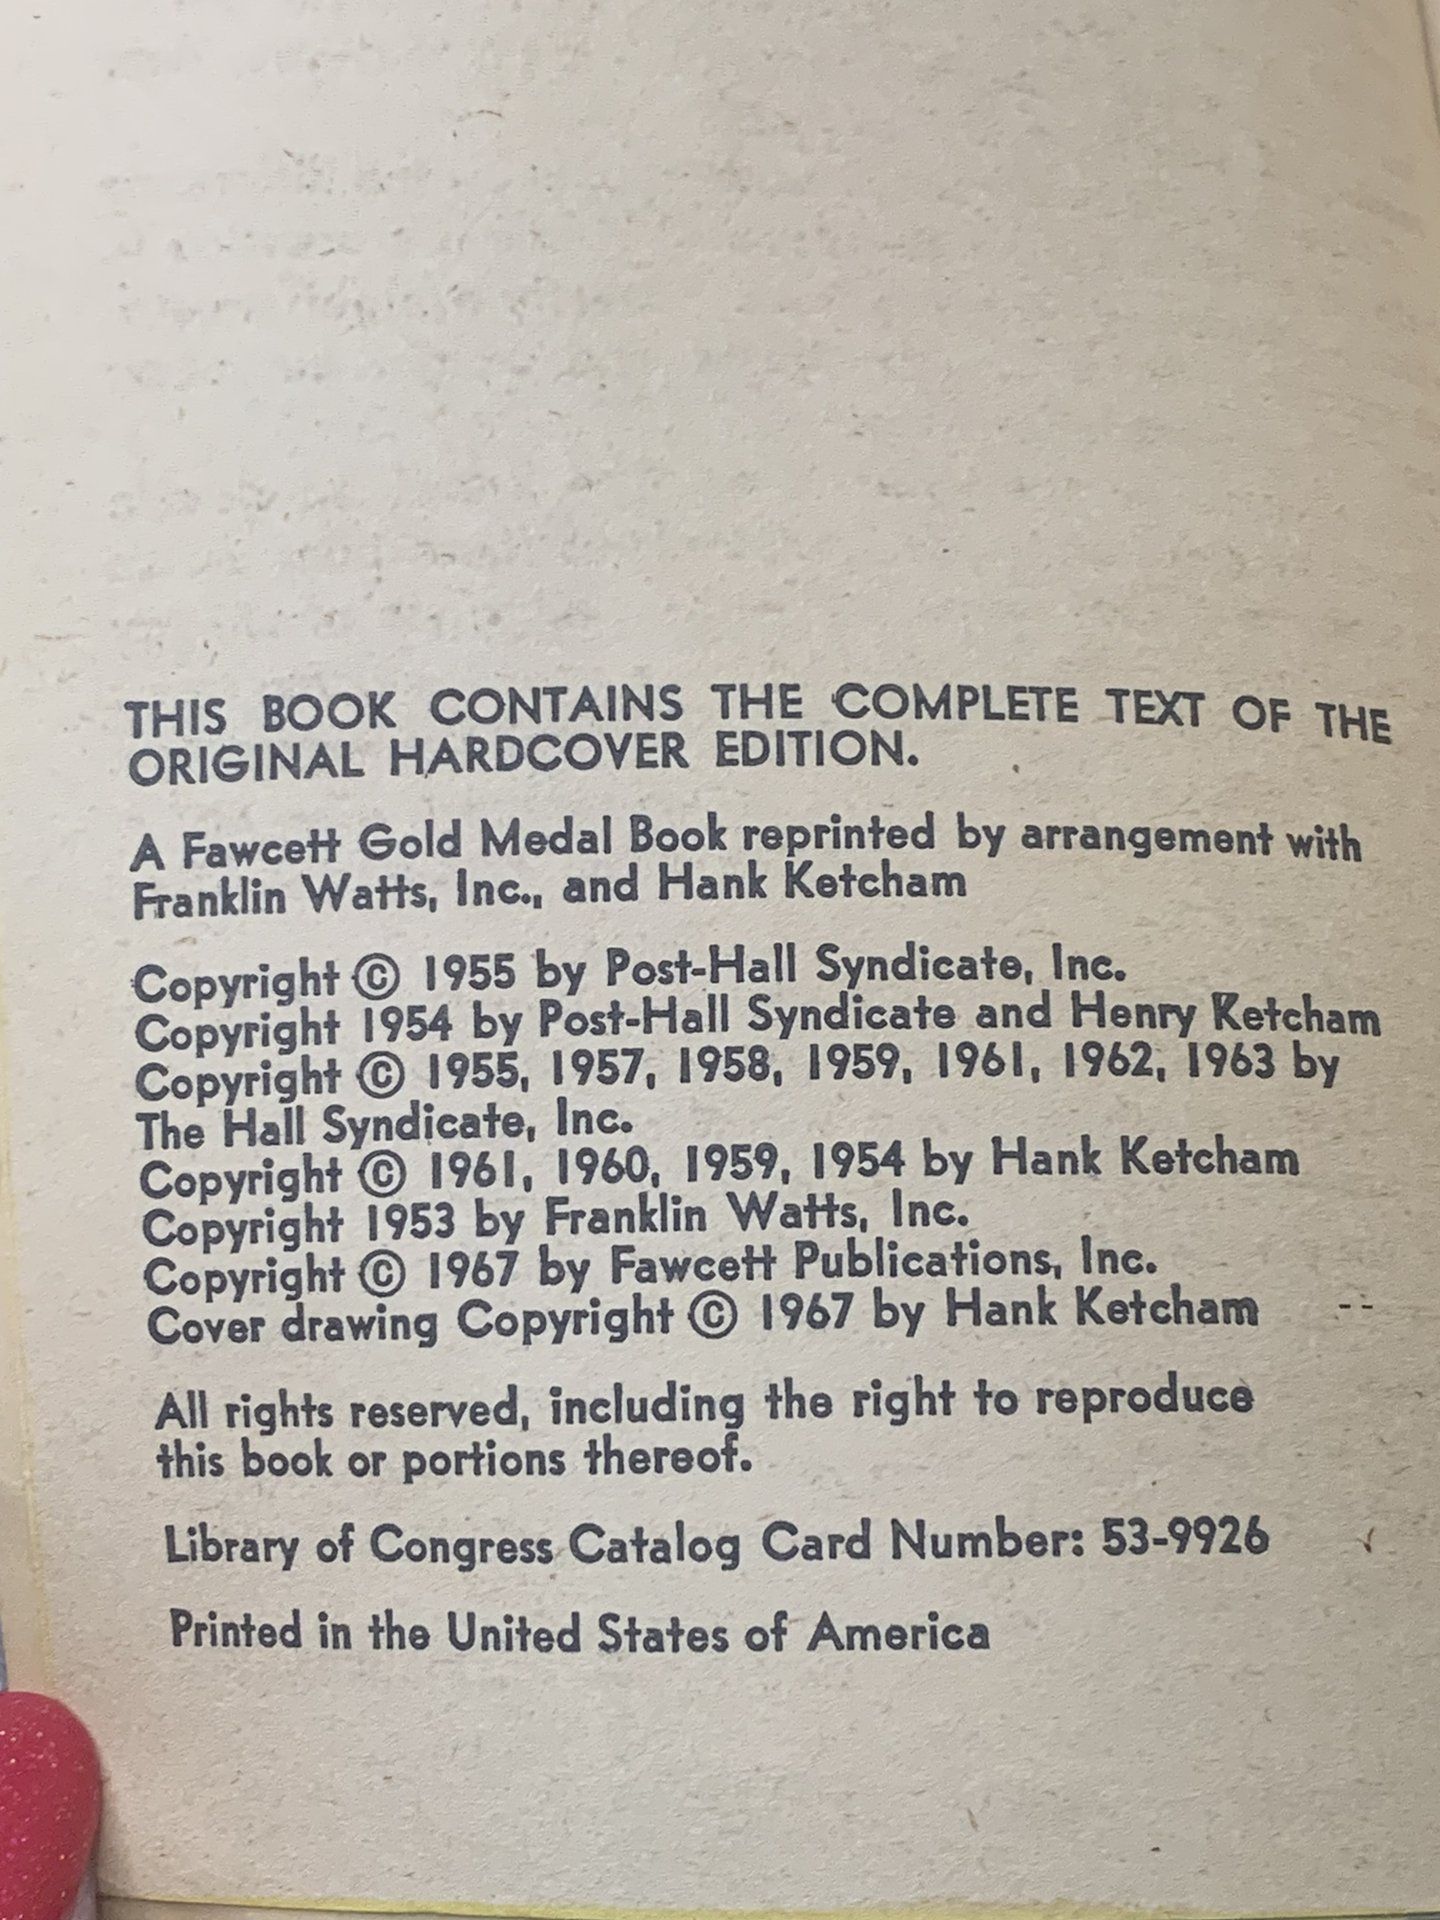 THIS BOOK CONTAINS THE COMPLETE TEXT OF THE
ORIGINAL HARDCOVER EDITION.
A Fawcett Gold Medal Book reprinted by arrangement with
Franklin Watts, Inc., and Hank Ketcham
Copyright © 1955 by Post-Hall Syndicate, Inc.
Copyright 1954 by Post-Hall Syndicate and Henry Ketcham
Copyright © 1955, 1957, 1958, 1959, 1961, 1962, 1963 by
The Hall Syndicate, Inc.
Copyright © 1961, 1960, 1959, 1954 by Hank Ketcham
Copyright 1953 by Franklin Watts, Inc.
Copyright © 1967 by Fawcett Publications, Inc.
Cover drawing Copyright © 1967 by Hank Ketcham
All rights reserved, including the right to reproduce
this book or portions thereof.
Library of Congress Catalog Card Number: 53-9926
Printed in the United States of America